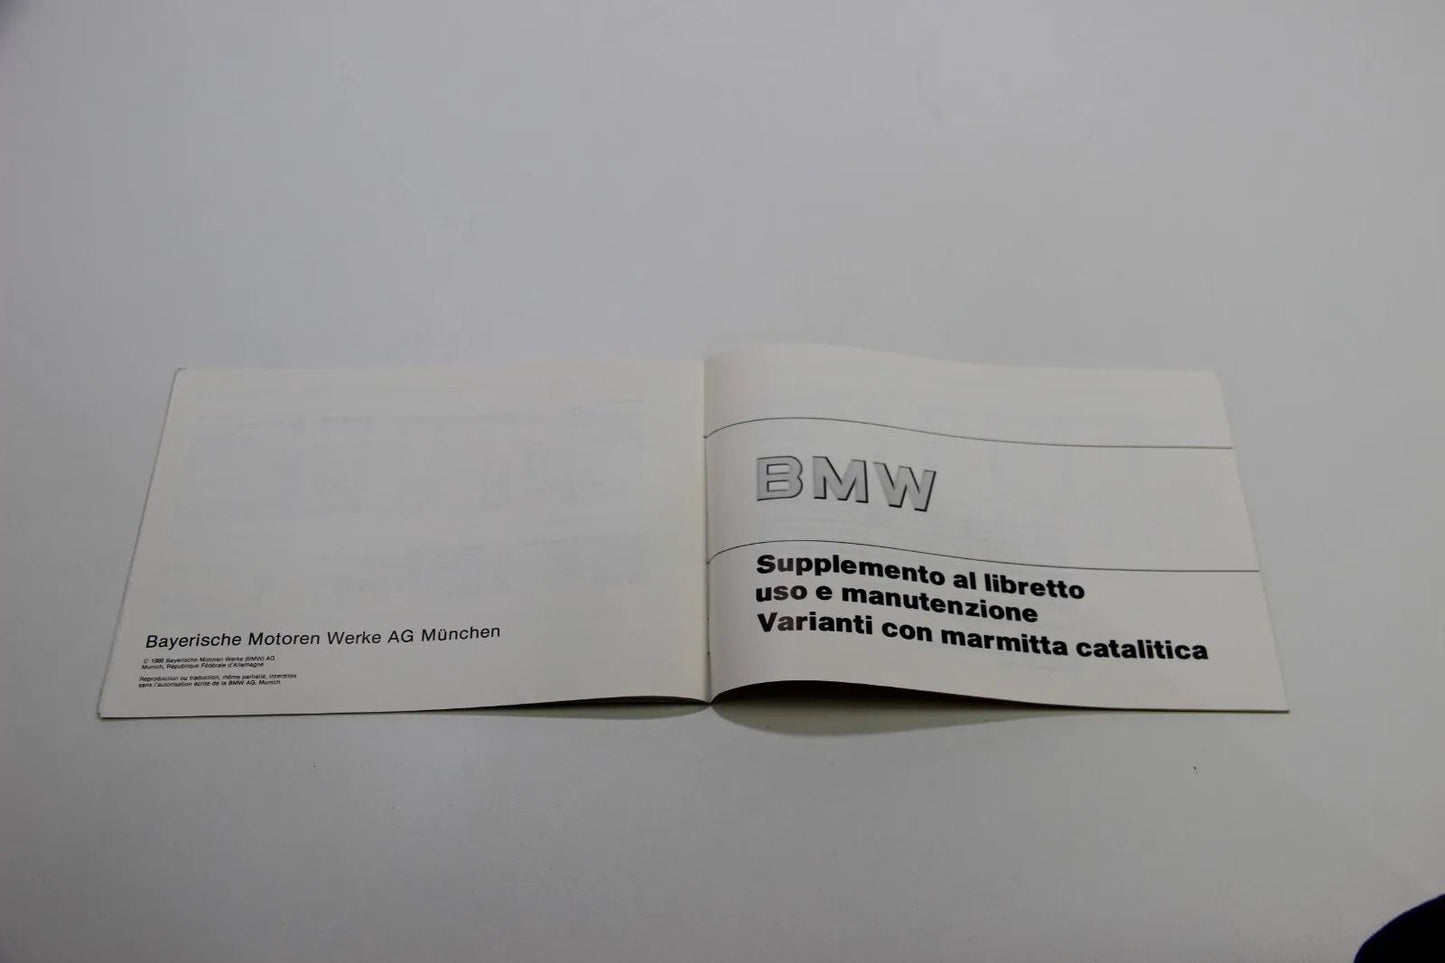 Bayerische Motoren Werke AG München
© 1986 Bayerische Motoren Werke (BMW) AG
Munich, République Fédérale d'Allemagne
Reproduction ou traduction, même partielle, interdites
sans l'autorisation écrite de la BMW AG, Munich
BMW
Supplemento al libretto
uso e manutenzione
Varianti con marmitta catalitica